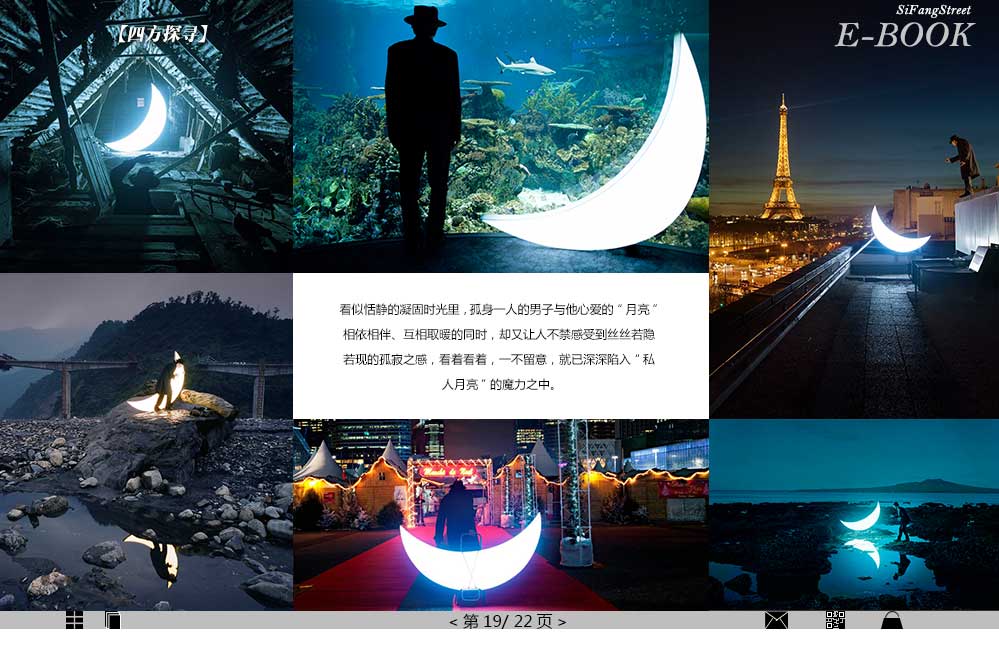 【四方探寻】
SiFangStreet
E-BOOK
看似恬静的凝固时光里，孤身一人的男子与他心爱的“月亮”
相依相伴、互相取暖的同时，却又让人不禁感受到丝丝若隐
若现的孤寂之感，看着看着，一不留意，就已深深陷入“私
人月亮”的魔力之中。
Marché de Noël
< 第 19/ 22 页 >